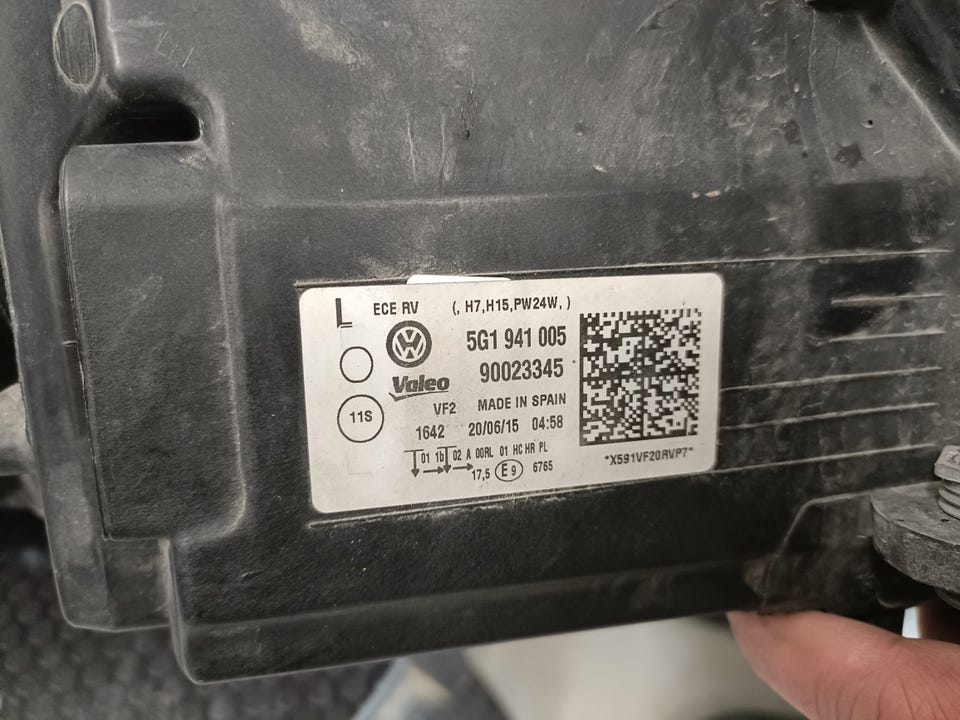 L ECE RV (, H7,H15,PW24W, )
5G1 941 005
Valeo 90023345
11S
VF2 MADE IN SPAIN
1642 20/06/15 04:58
01 1b 02 A 00RL 01 HC HR PL
17,5 E9 6765
*X591VF20RVP7*